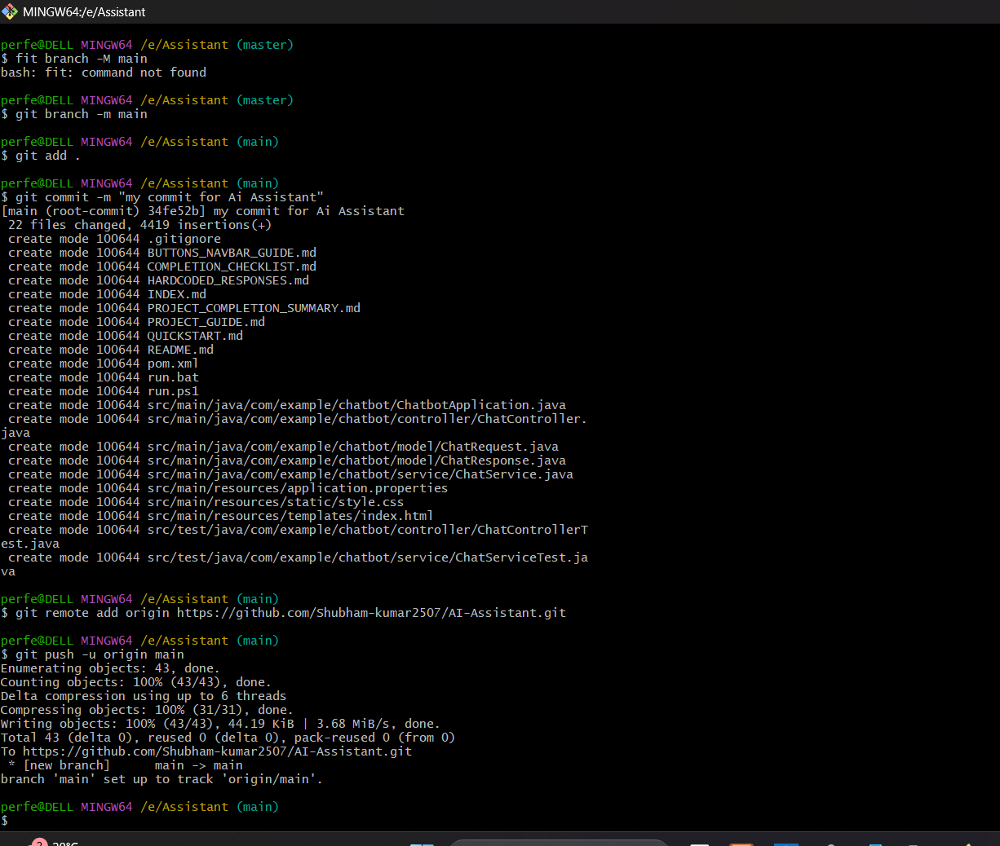 MINGW64:/e/Assistant
perfe@DELL MINGW64 /e/Assistant (master)
$ fit branch -M main
bash: fit: command not found
perfe@DELL MINGW64 /e/Assistant (master)
$ git branch -m main
perfe@DELL MINGW64 /e/Assistant (main)
$ git add .
perfe@DELL MINGW64 /e/Assistant (main)
$ git commit -m "my commit for Ai Assistant"
[main (root-commit) 34fe52b] my commit for Ai Assistant
 22 files changed, 4419 insertions(+)
 create mode 100644 .gitignore
 create mode 100644 BUTTONS_NAVBAR_GUIDE.md
 create mode 100644 COMPLETION_CHECKLIST.md
 create mode 100644 HARDCODED_RESPONSES.md
 create mode 100644 INDEX.md
 create mode 100644 PROJECT_COMPLETION_SUMMARY.md
 create mode 100644 PROJECT_GUIDE.md
 create mode 100644 QUICKSTART.md
 create mode 100644 README.md
 create mode 100644 pom.xml
 create mode 100644 run.bat
 create mode 100644 run.ps1
 create mode 100644 src/main/java/com/example/chatbot/ChatbotApplication.java
 create mode 100644 src/main/java/com/example/chatbot/controller/ChatController.
java
 create mode 100644 src/main/java/com/example/chatbot/model/ChatRequest.java
 create mode 100644 src/main/java/com/example/chatbot/model/ChatResponse.java
 create mode 100644 src/main/java/com/example/chatbot/service/ChatService.java
 create mode 100644 src/main/resources/application.properties
 create mode 100644 src/main/resources/static/style.css
 create mode 100644 src/main/resources/templates/index.html
 create mode 100644 src/test/java/com/example/chatbot/controller/ChatControllerT
est.java
 create mode 100644 src/test/java/com/example/chatbot/service/ChatServiceTest.ja
va
perfe@DELL MINGW64 /e/Assistant (main)
$ git remote add origin https://github.com/Shubham-kumar2507/AI-Assistant.git
perfe@DELL MINGW64 /e/Assistant (main)
$ git push -u origin main
Enumerating objects: 43, done.
Counting objects: 100% (43/43), done.
Delta compression using up to 6 threads
Compressing objects: 100% (31/31), done.
Writing objects: 100% (43/43), 44.19 KiB | 3.68 MiB/s, done.
Total 43 (delta 0), reused 0 (delta 0), pack-reused 0 (from 0)
To https://github.com/Shubham-kumar2507/AI-Assistant.git
 * [new branch]      main -> main
branch 'main' set up to track 'origin/main'.
perfe@DELL MINGW64 /e/Assistant (main)
$